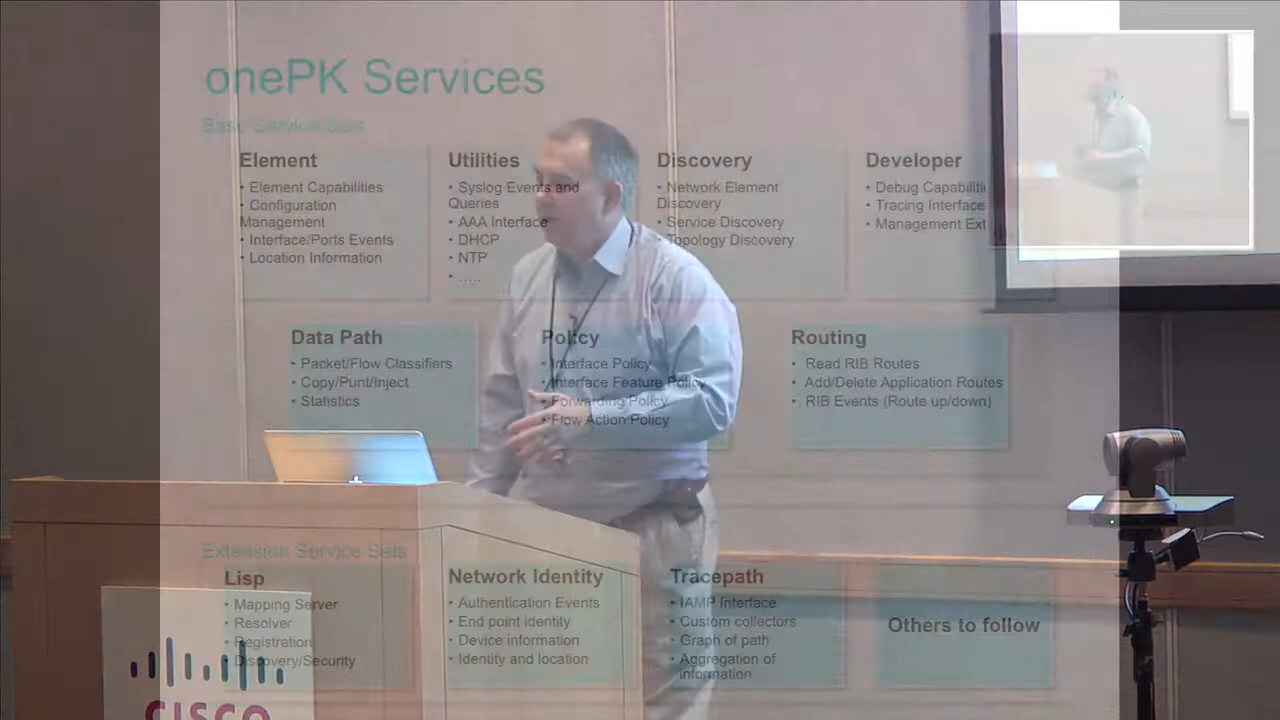 onePK Services
Base Service Sets
Element
• Element Capabilities
• Configuration
Management
• Interface/Ports Events
• Location Information
Utilities
• Syslog Events and
Queries
• AAA Interface
• DHCP
• NTP
• .....
Discovery
• Network Element
Discovery
• Service Discovery
• Topology Discovery
Developer
• Debug
• Tracing Interface
• Management
Data Path
• Packet/Flow Classifiers
• Copy/Punt/Inject
• Statistics
Policy
• Interface Policy
• Interface Feature Policy
• Forwarding Policy
• Flow Action Policy
Routing
• Read RIB Routes
• Add/Delete Application Routes
• RIB Events (Route up/down)
Extension Service Sets
Lisp
• Mapping Server
• Resolver
• Registration
• Discovery/Security
Network Identity
• Authentication Events
• End point identity
• Device information
• Identity and location
Tracepath
• IAMP Interface
• Custom collectors
• Graph of path
• Aggregation of
information
Others to follow
CISCO